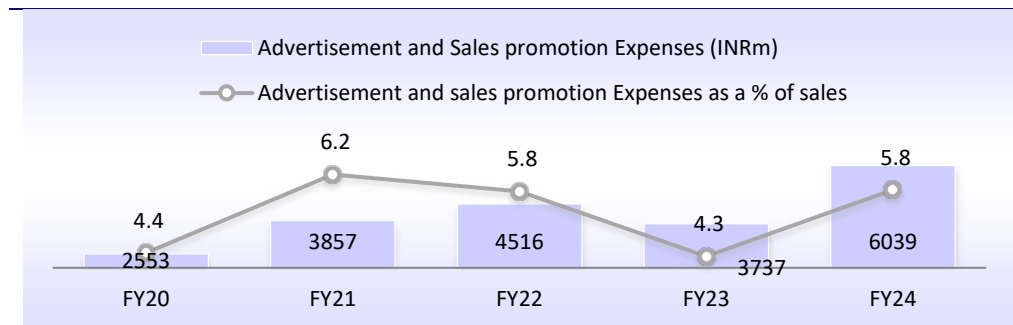 Advertisement and Sales promotion Expenses (INRm)
Advertisement and sales promotion Expenses as a % of sales
6.2
5.8
5.8
4.4
4.3
2553
3857
4516
3737
6039
FY20
FY21
FY22
FY23
FY24